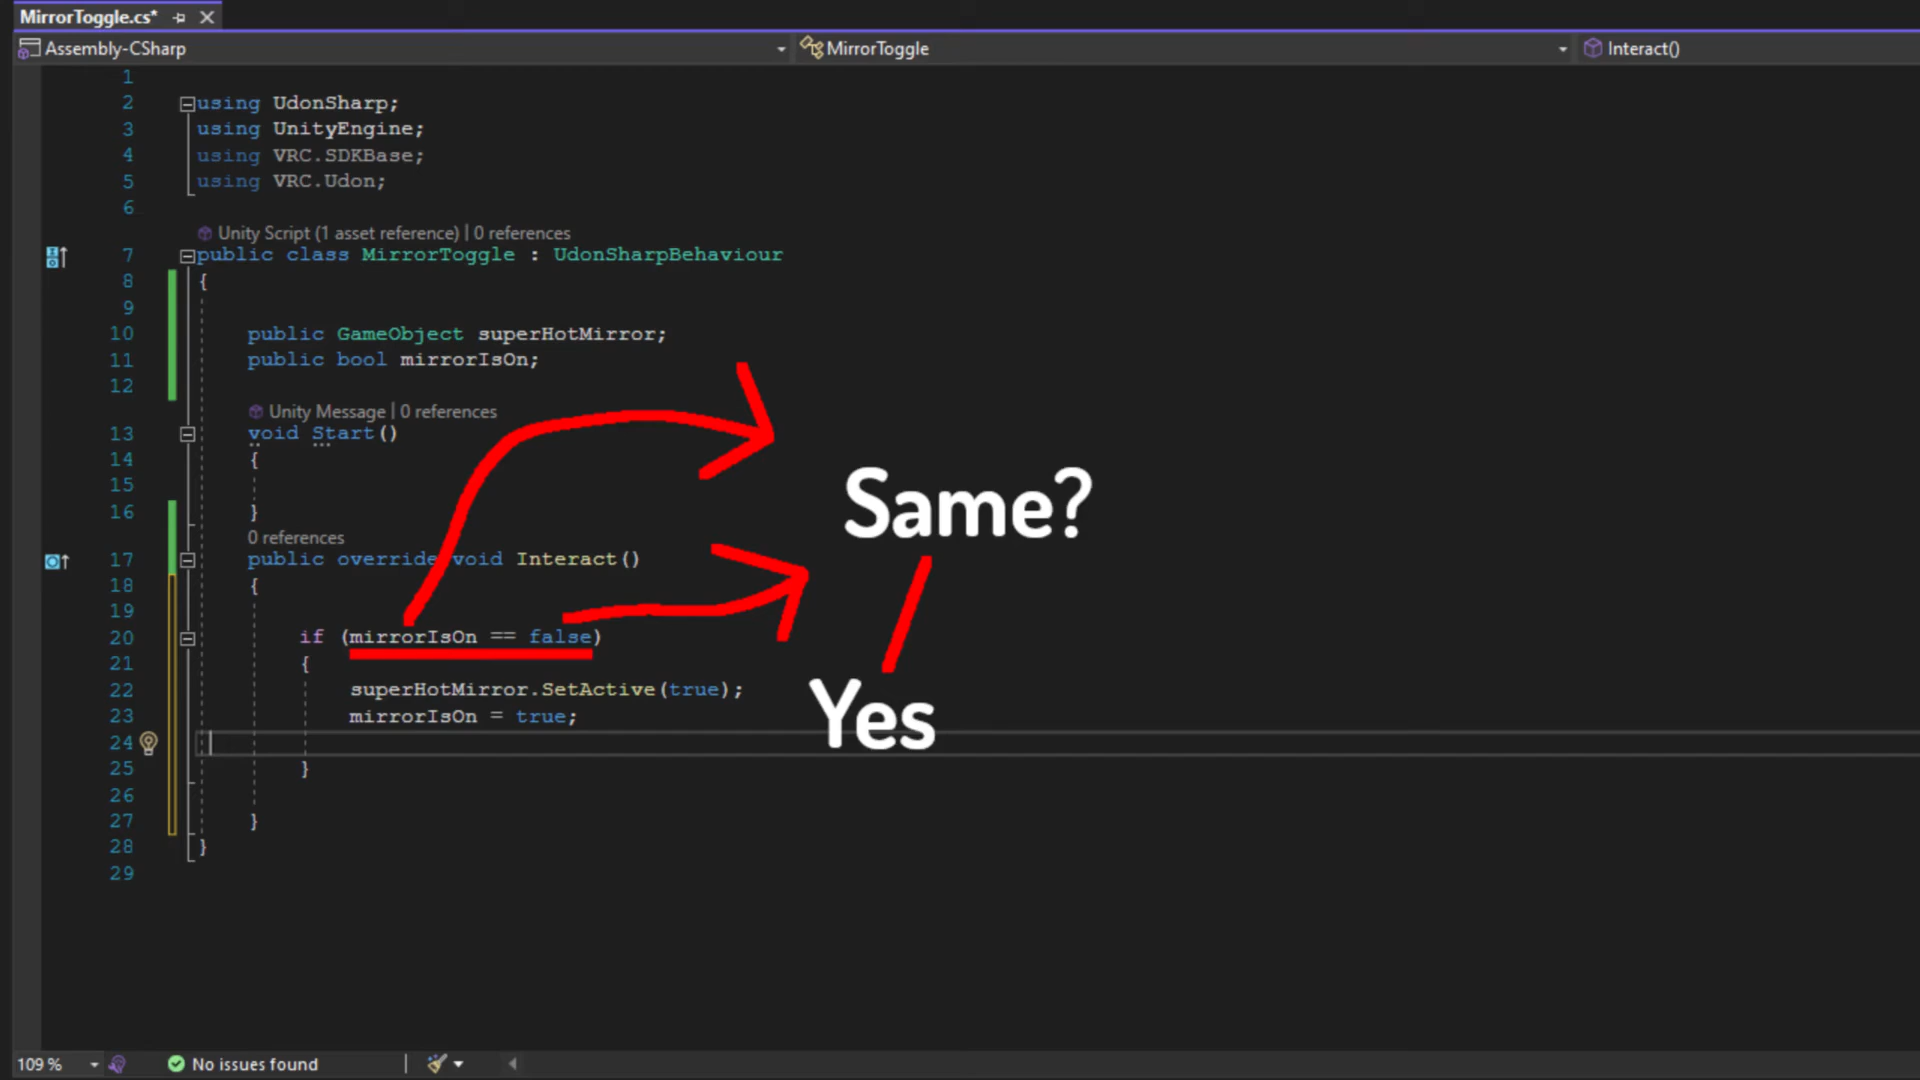 MirrorToggle.cs*
Assembly-CSharp MirrorToggle Interact()
1
2 using UdonSharp;
3 using UnityEngine;
4 using VRC.SDKBase;
5 using VRC.Udon;
6
Unity Script (1 asset reference) | 0 references
7 public class MirrorToggle : UdonSharpBehaviour
8 {
9
10 public GameObject superHotMirror;
11 public bool mirrorIsOn;
12
Unity Message | 0 references
13 void Start()
14 {
15
16 }
0 references
17 public override void Interact()
18 {
19
20 if (mirrorIsOn == false)
21 {
22 superHotMirror.SetActive(true);
23 mirrorIsOn = true;
24
25 }
26
27 }
28 }
29
Same?
Yes
109 % No issues found